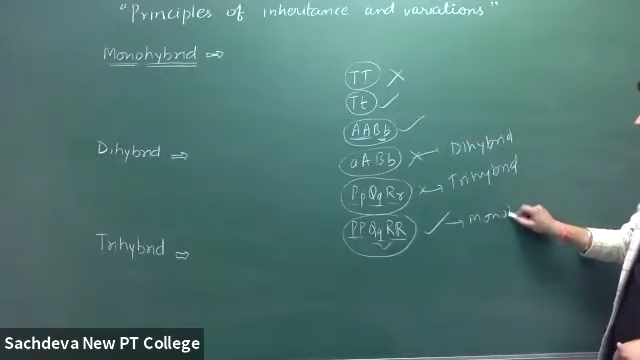 "Principles of inheritance and variations"
Monohybrid ⇒
TT ✗
Tt ✓
AABb ✓
Dihybrid ⇒
aABb ✗ → Dihybrid
PpQqRr ✗ → Trihybrid
PPQqRR ✓ → mono
Trihybrid ⇒
Sachdeva New PT College